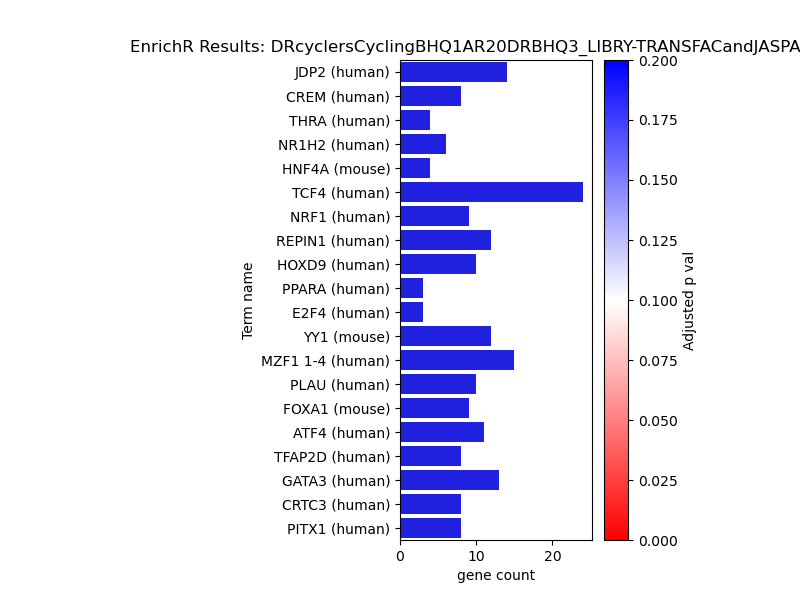 EnrichR Results: DRcyclersCyclingBHQ1AR20DRBHQ3_LIBRY-TRANSFACandJASPA
JDP2 (human)
CREM (human)
THRA (human)
NR1H2 (human)
HNF4A (mouse)
TCF4 (human)
NRF1 (human)
REPIN1 (human)
HOXD9 (human)
PPARA (human)
E2F4 (human)
YY1 (mouse)
MZF1 1-4 (human)
PLAU (human)
FOXA1 (mouse)
ATF4 (human)
TFAP2D (human)
GATA3 (human)
CRTC3 (human)
PITX1 (human)
Term name
0 10 20
gene count
0.200
0.175
0.150
0.125
0.100
0.075
0.050
0.025
0.000
Adjusted p val